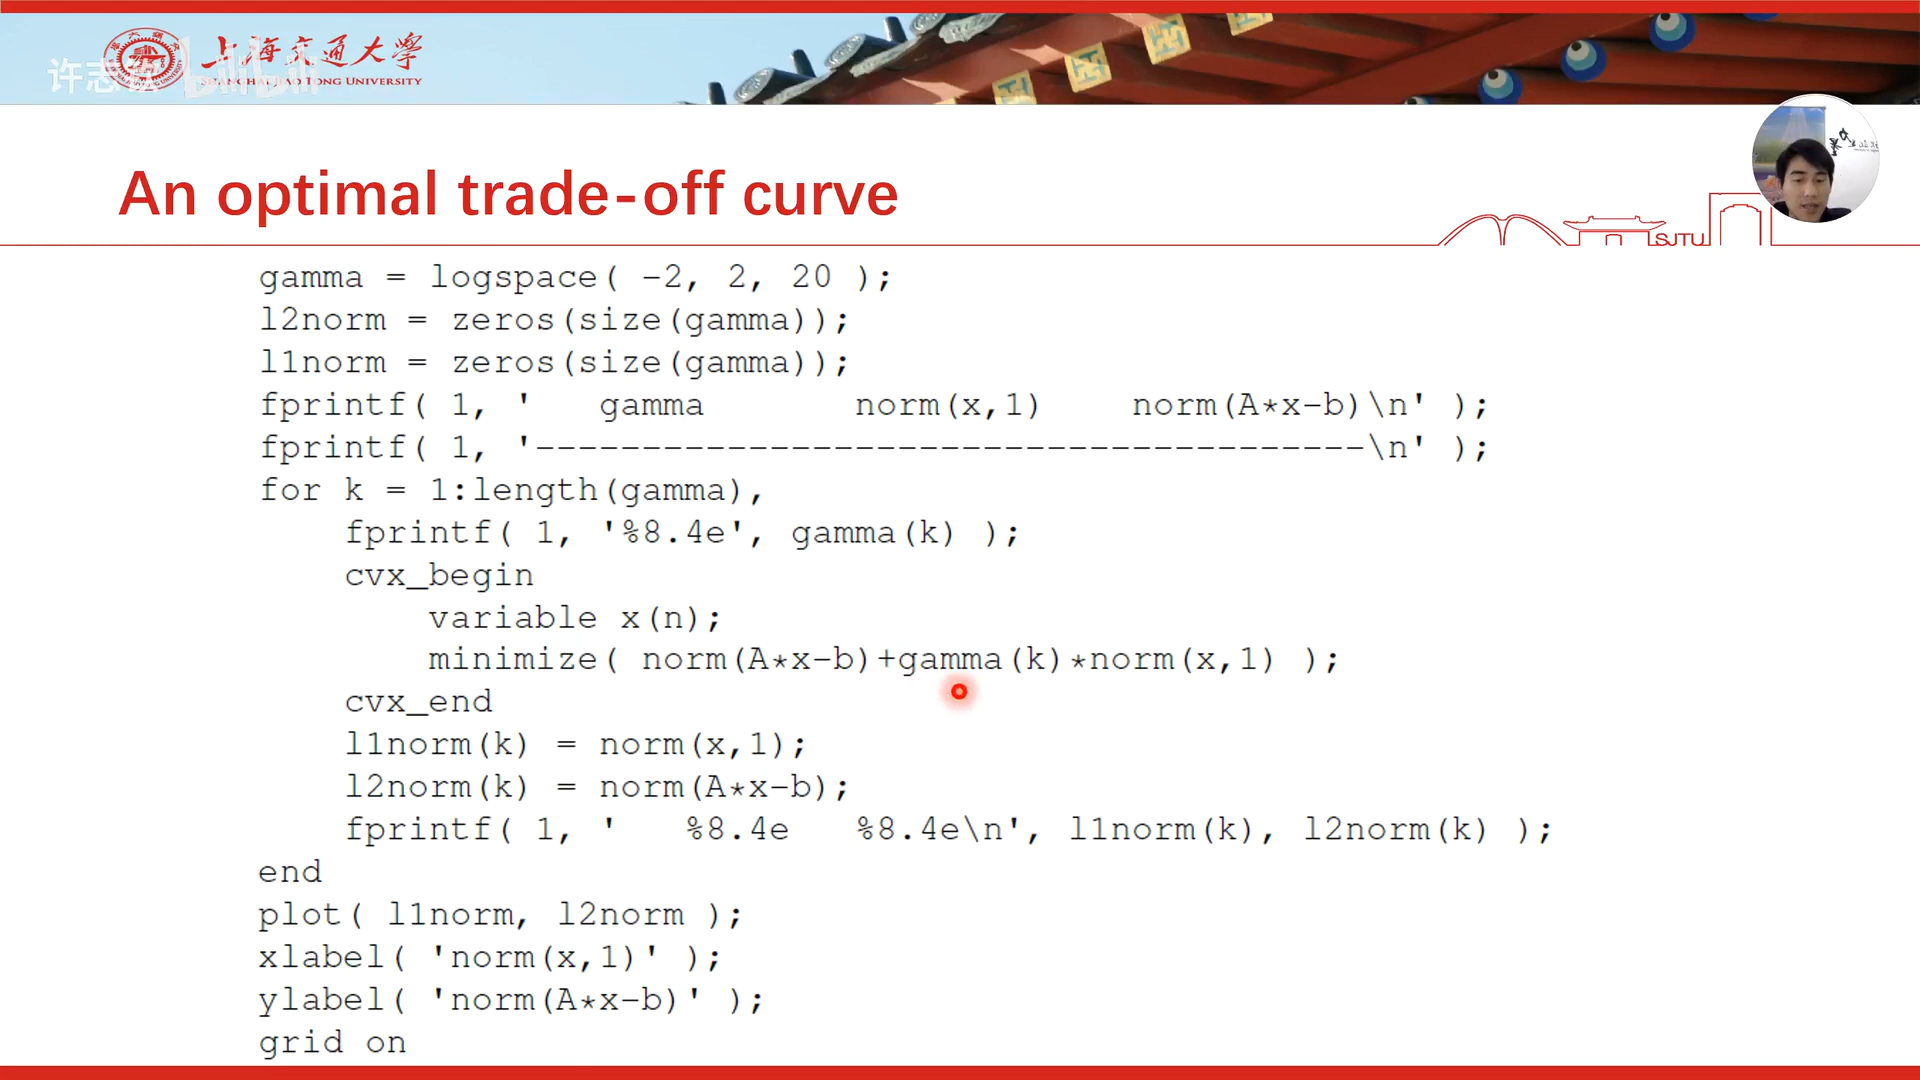 上海交通大学
SHANGHAI JIAO TONG UNIVERSITY
An optimal trade-off curve
SJTU
gamma = logspace( -2, 2, 20 );
l2norm = zeros(size(gamma));
l1norm = zeros(size(gamma));
fprintf( 1, '   gamma       norm(x,1)    norm(A*x-b)\n' );
fprintf( 1, '---------------------------------------\n' );
for k = 1:length(gamma),
    fprintf( 1, '%8.4e', gamma(k) );
    cvx_begin
        variable x(n);
        minimize( norm(A*x-b)+gamma(k)*norm(x,1) );
    cvx_end
    l1norm(k) = norm(x,1);
    l2norm(k) = norm(A*x-b);
    fprintf( 1, '   %8.4e   %8.4e\n', l1norm(k), l2norm(k) );
end
plot( l1norm, l2norm );
xlabel( 'norm(x,1)' );
ylabel( 'norm(A*x-b)' );
grid on